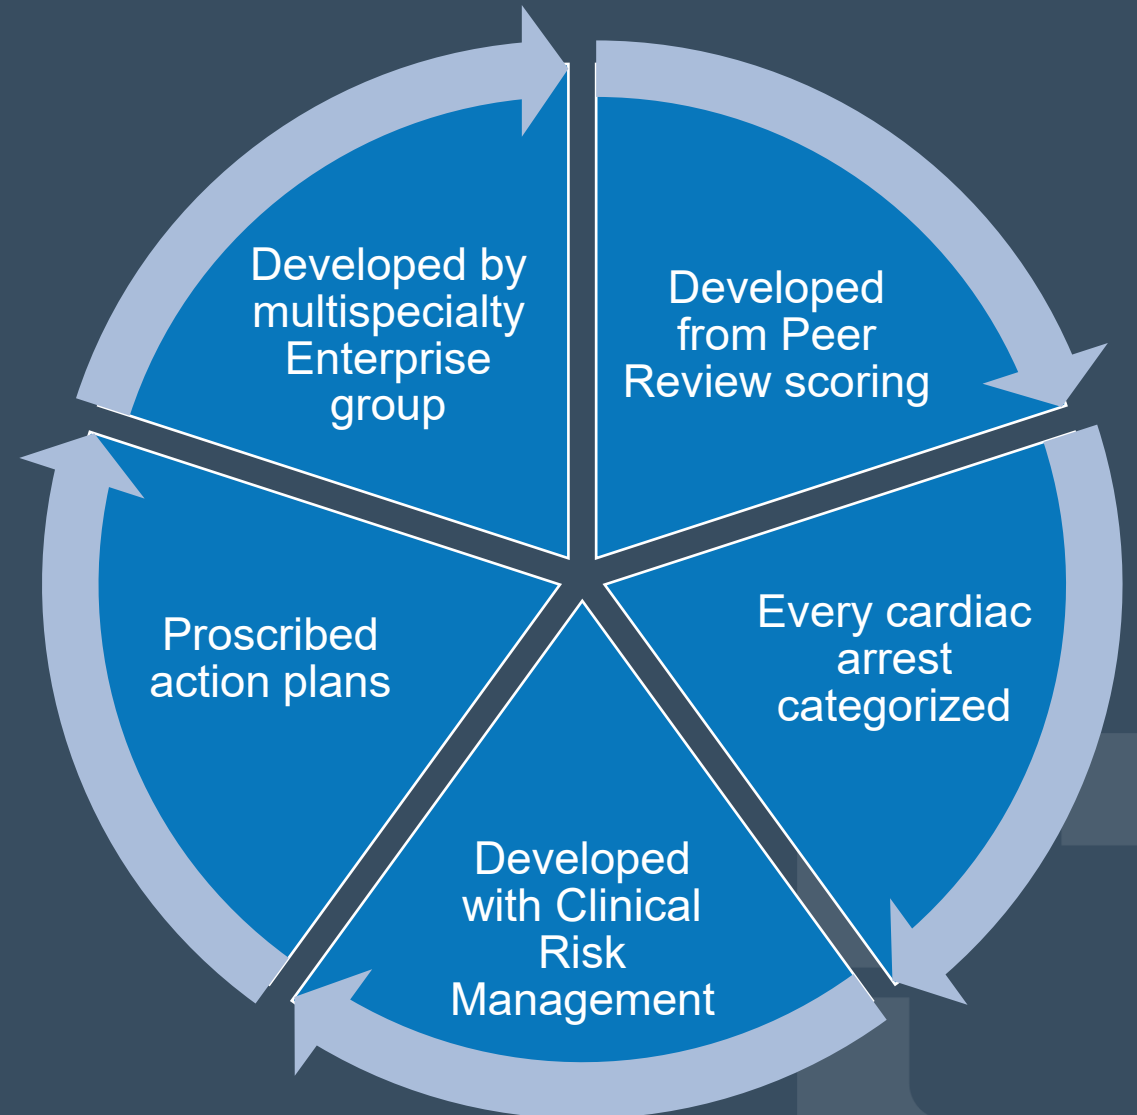 Developed by
multispecialty
Enterprise
group
Developed
from Peer
Review scoring
Every cardiac
arrest
categorized
Developed
with Clinical
Risk
Management
Proscribed
action plans